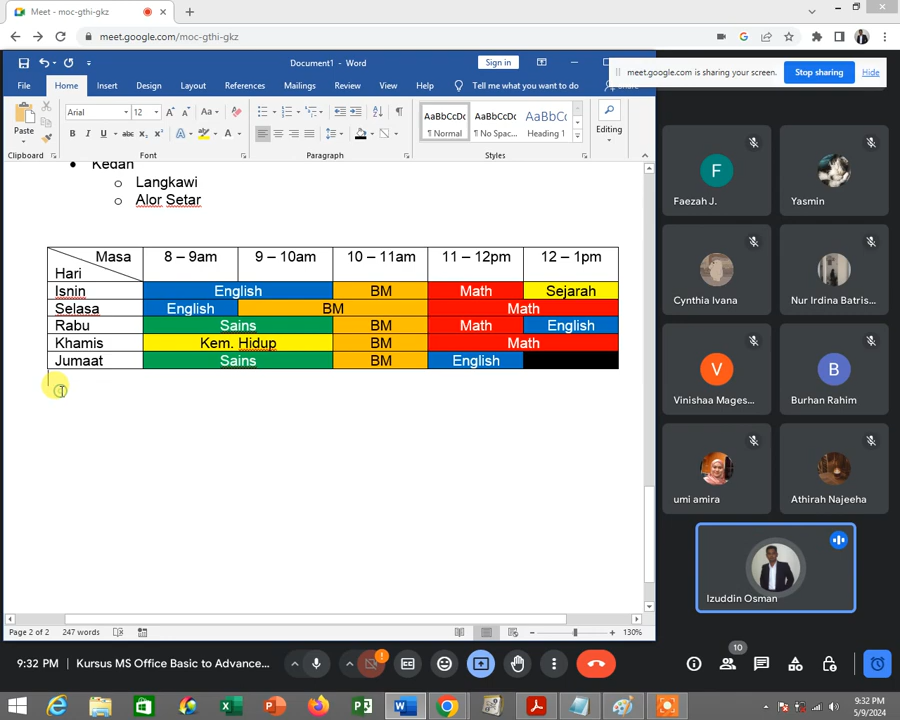 Meet - moc-gthi-gkz
meet.google.com/moc-gthi-gkz
Document1 - Word
Sign in
meet.google.com is sharing your screen.
Stop sharing
Hide
File Home Insert Design Layout References Mailings Review View Help Tell me what you want to do Share
Paste
Arial 12
Aa
B I U abc X₂ X²
AaBbCcDc AaBbCcDc AaBbCc
¶ Normal ¶ No Spac... Heading 1
Editing
Clipboard Font Paragraph Styles
Kedah
Langkawi
Alor Setar
Masa 8 – 9am 9 – 10am 10 – 11am 11 – 12pm 12 – 1pm
Hari
Isnin English BM Math Sejarah
Selasa English BM Math
Rabu Sains BM Math English
Khamis Kem. Hidup BM Math
Jumaat Sains BM English
F
Faezah J.
Yasmin
Cynthia Ivana
Nur Irdina Batris...
V
Vinishaa Mages...
B
Burhan Rahim
umi amira
Athirah Najeeha
Izuddin Osman
Page 2 of 2 247 words 130%
9:32 PM Kursus MS Office Basic to Advance...
10
9:32 PM
5/9/2024